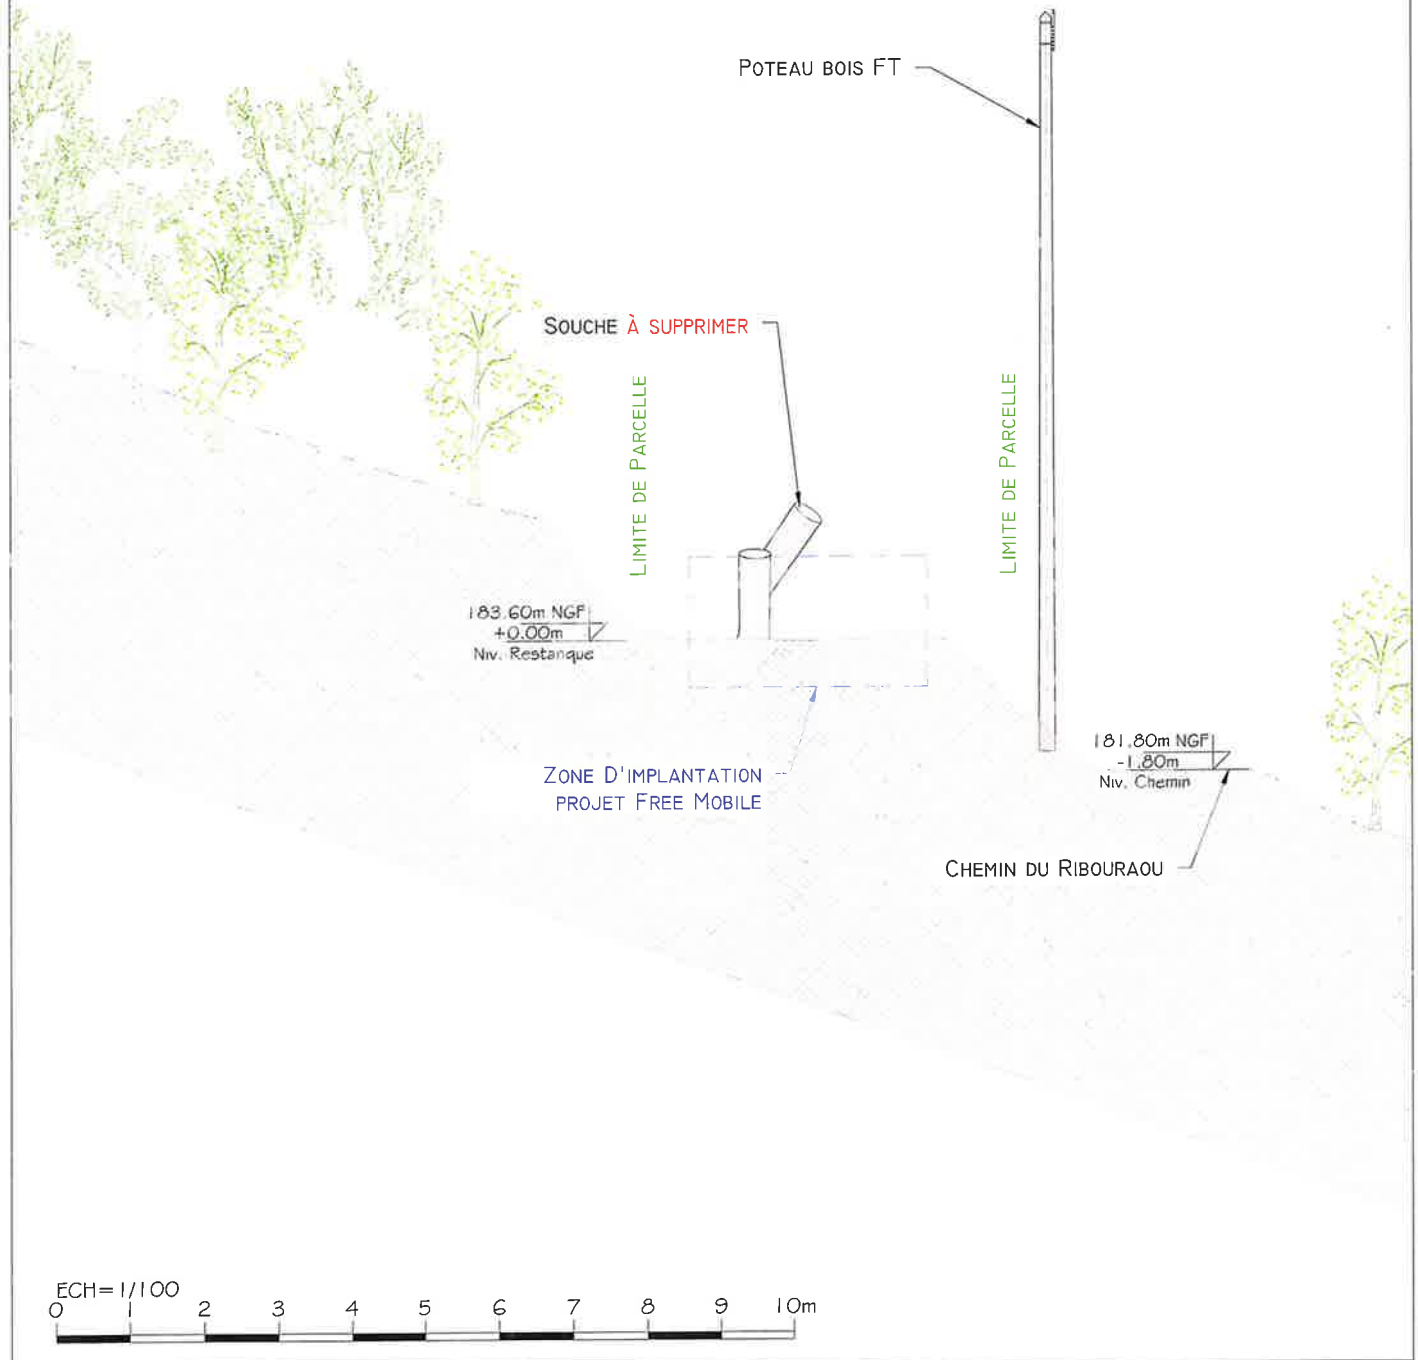 POTEAU BOIS FT
SOUCHE À SUPPRIMER
LIMITE DE PARCELLE
LIMITE DE PARCELLE
183.60m NGF
+0.00m
Niv. Restanque
181.80m NGF
-1.80m
Niv. Chemin
ZONE D'IMPLANTATION
PROJET FREE MOBILE
CHEMIN DU RIBOURAOU
ECH=1/100
0 1 2 3 4 5 6 7 8 9 10m